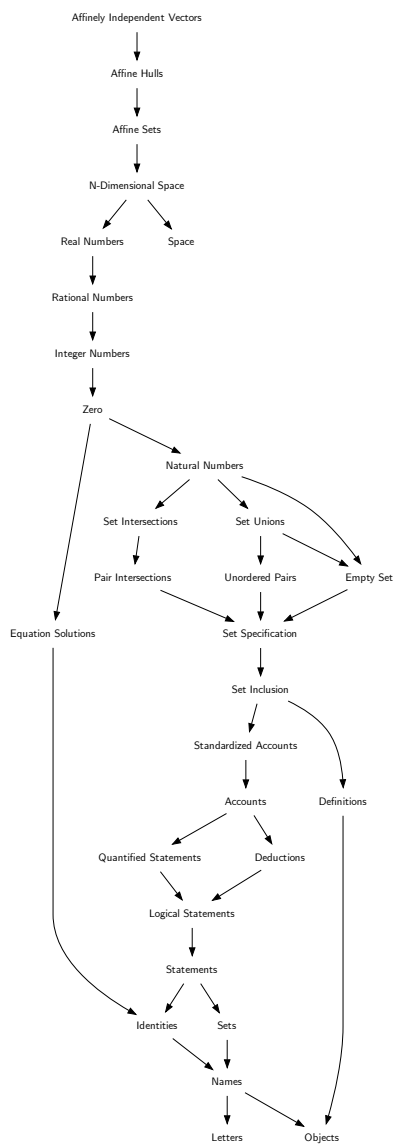 Affinely Independent Vectors
Affine Hulls
Affine Sets
N-Dimensional Space
Real Numbers
Space
Rational Numbers
Integer Numbers
Zero
Natural Numbers
Set Intersections
Set Unions
Pair Intersections
Unordered Pairs
Empty Set
Equation Solutions
Set Specification
Set Inclusion
Standardized Accounts
Accounts
Definitions
Quantified Statements
Deductions
Logical Statements
Statements
Identities
Sets
Names
Letters
Objects